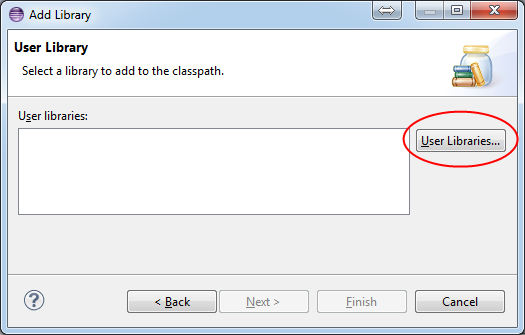 Add Library
User Library
Select a library to add to the classpath.
User libraries:
User Libraries...
?
< Back
Next >
Finish
Cancel